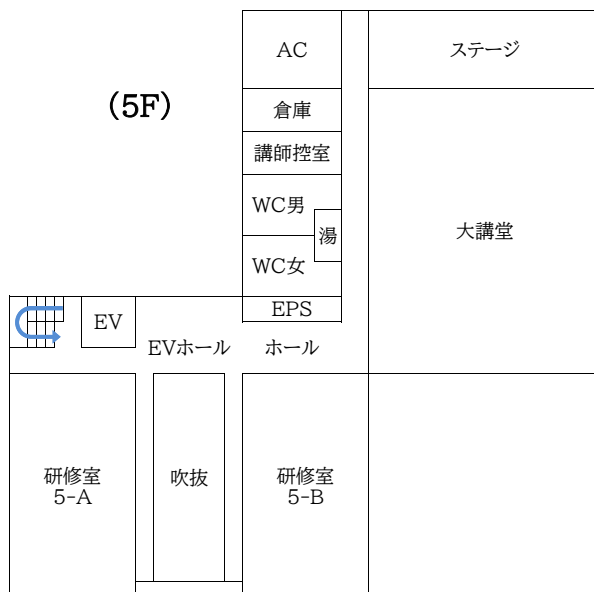 AC
ステージ
(5F)
倉庫
講師控室
WC男
湯
大講堂
WC女
EPS
EV
EVホール
ホール
研修室
5-A
吹抜
研修室
5-B